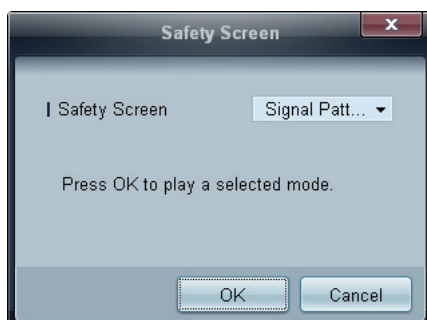 Safety Screen
x
Safety Screen Signal Patt...
Press OK to play a selected mode.
OK Cancel